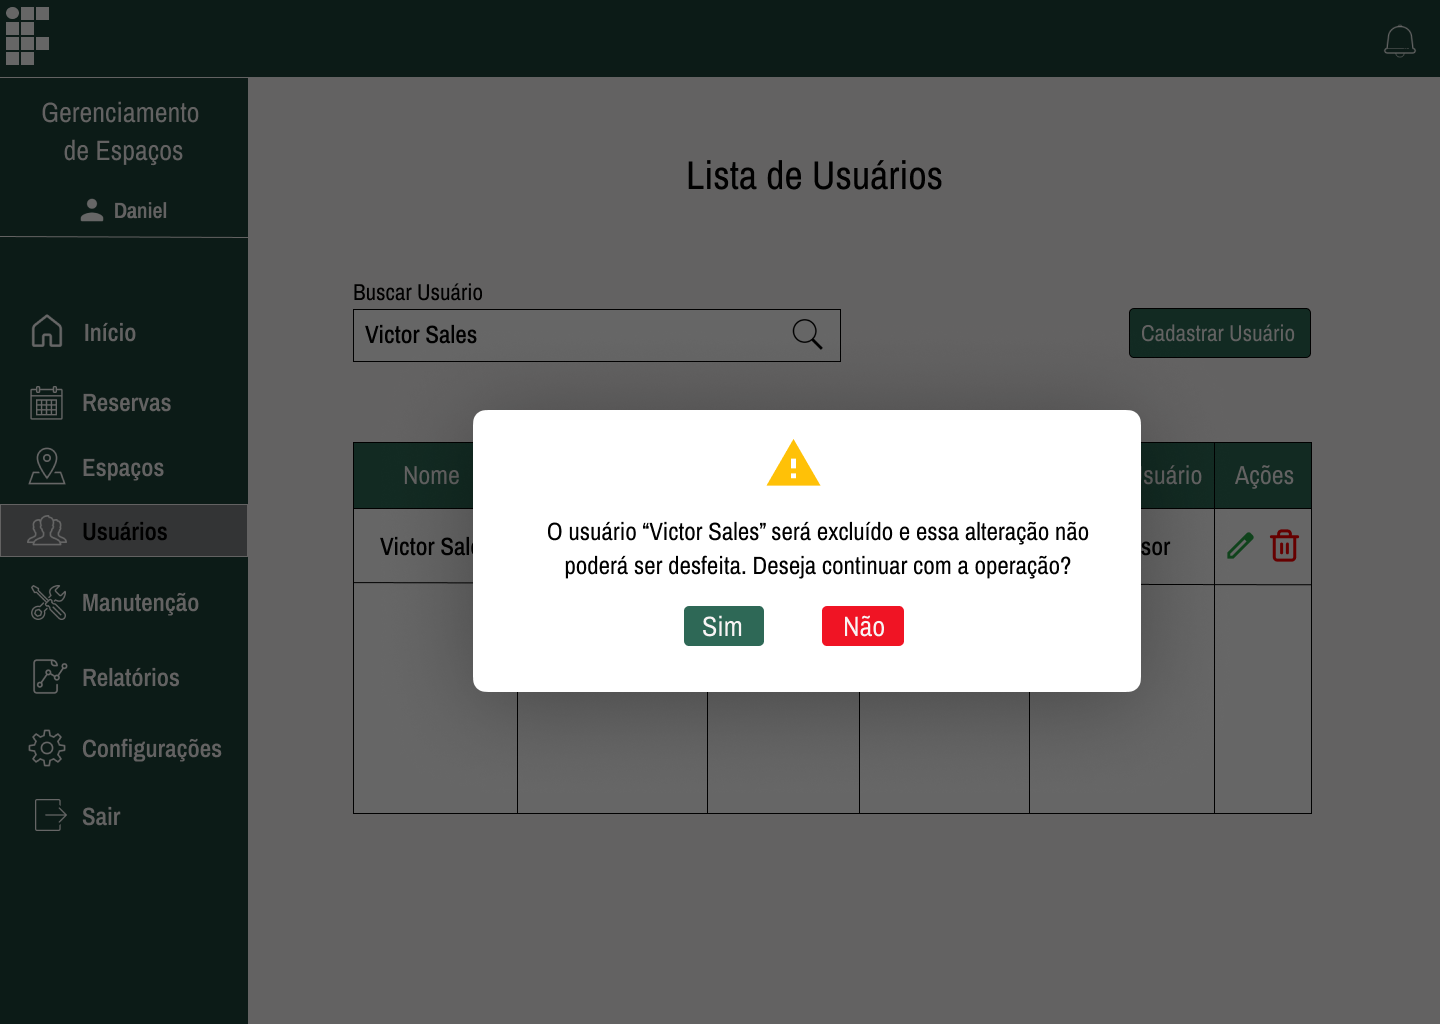 Gerenciamento
de Espaços
Daniel
Início
Reservas
Espaços
Usuários
Manutenção
Relatórios
Configurações
Sair
Lista de Usuários
Buscar Usuário
Victor Sales
Cadastrar Usuário
Nome
suário
Ações
Victor Sale
sor
O usuário “Victor Sales” será excluído e essa alteração não
poderá ser desfeita. Deseja continuar com a operação?
Sim
Não